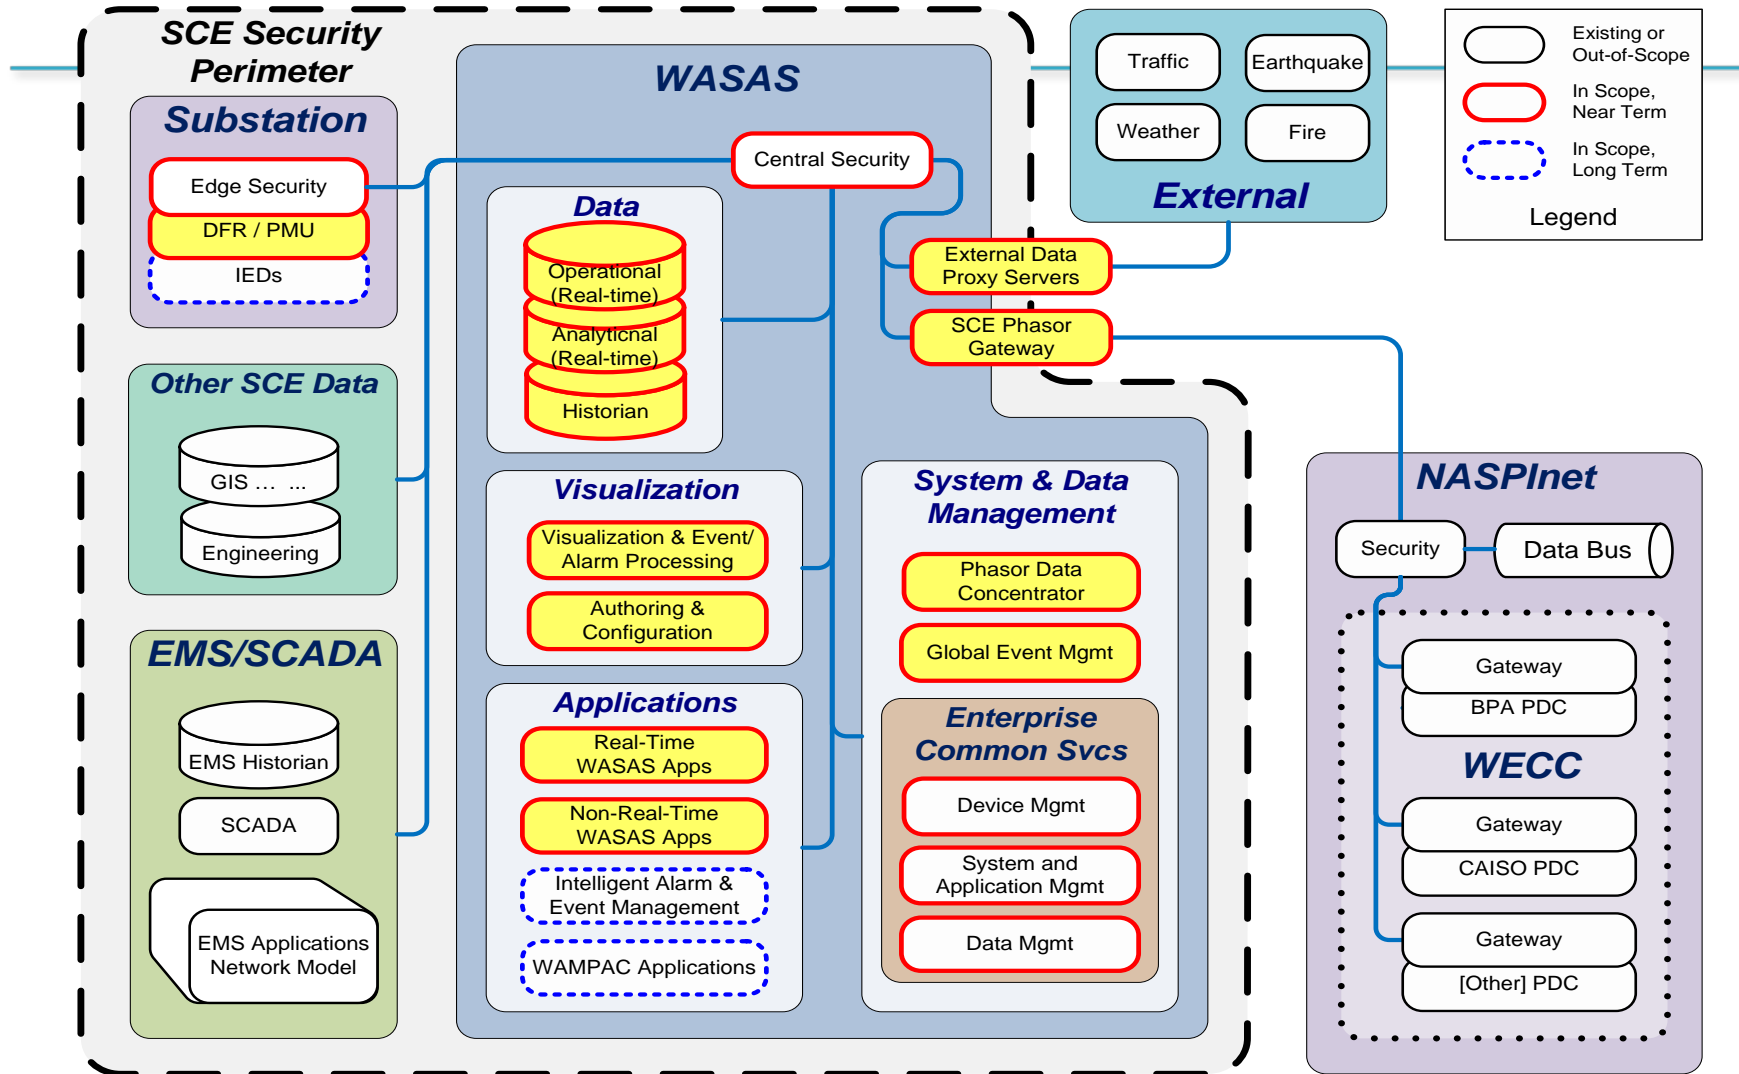 SCE Security
Perimeter
Substation
Edge Security
DFR / PMU
IEDs
Other SCE Data
GIS ... ...
Engineering
EMS/SCADA
EMS Historian
SCADA
EMS Applications
Network Model
WASAS
Central Security
Data
Operational
(Real-time)
Analyticnal
(Real-time)
Historian
Visualization
Visualization & Event/
Alarm Processing
Authoring &
Configuration
Applications
Real-Time
WASAS Apps
Non-Real-Time
WASAS Apps
Intelligent Alarm &
Event Management
WAMPAC Applications
External Data
Proxy Servers
SCE Phasor
Gateway
System & Data
Management
Phasor Data
Concentrator
Global Event Mgmt
Enterprise
Common Svcs
Device Mgmt
System and
Application Mgmt
Data Mgmt
Traffic
Earthquake
Weather
Fire
External
Existing or
Out-of-Scope
In Scope,
Near Term
In Scope,
Long Term
Legend
NASPInet
Security
Data Bus
Gateway
BPA PDC
WECC
Gateway
CAISO PDC
Gateway
[Other] PDC